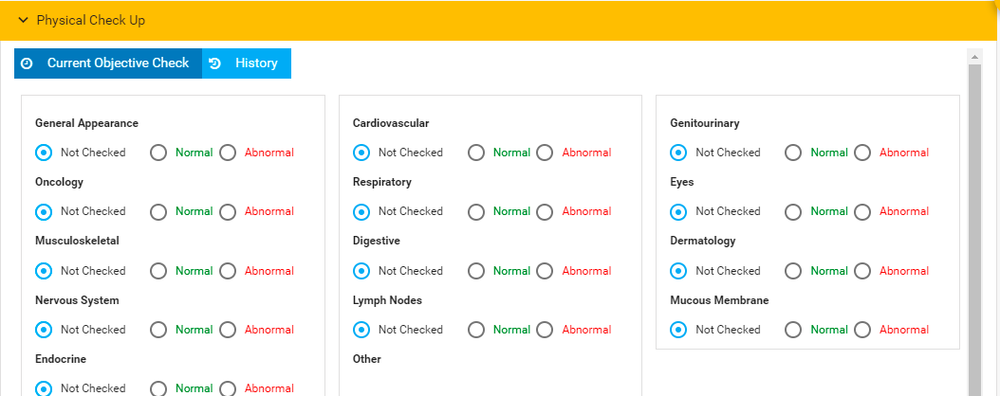 Physical Check Up
Current Objective Check History
General Appearance
Not Checked Normal Abnormal
Oncology
Not Checked Normal Abnormal
Musculoskeletal
Not Checked Normal Abnormal
Nervous System
Not Checked Normal Abnormal
Endocrine
Not Checked Normal Abnormal
Cardiovascular
Not Checked Normal Abnormal
Respiratory
Not Checked Normal Abnormal
Digestive
Not Checked Normal Abnormal
Lymph Nodes
Not Checked Normal Abnormal
Other
Genitourinary
Not Checked Normal Abnormal
Eyes
Not Checked Normal Abnormal
Dermatology
Not Checked Normal Abnormal
Mucous Membrane
Not Checked Normal Abnormal